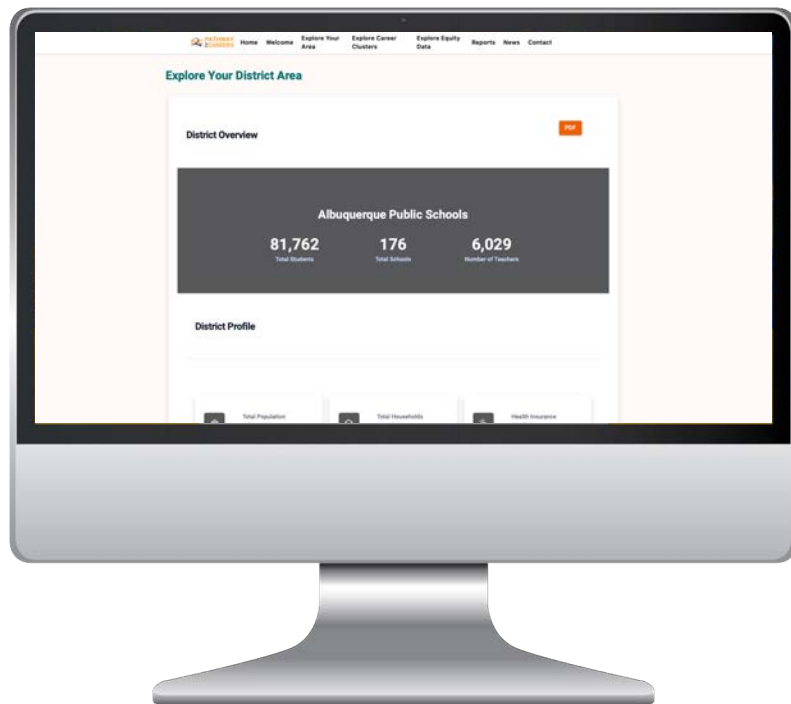 PATHWAY
2CAREERS
Home
Welcome
Explore Your
Area
Explore Career
Clusters
Explore Equity
Data
Reports
News
Contact
Explore Your District Area
District Overview
PDF
Albuquerque Public Schools
81,762
176
6,029
Total Students
Total Schools
Number of Teachers
District Profile
Total Population
Total Households
Health Insurance